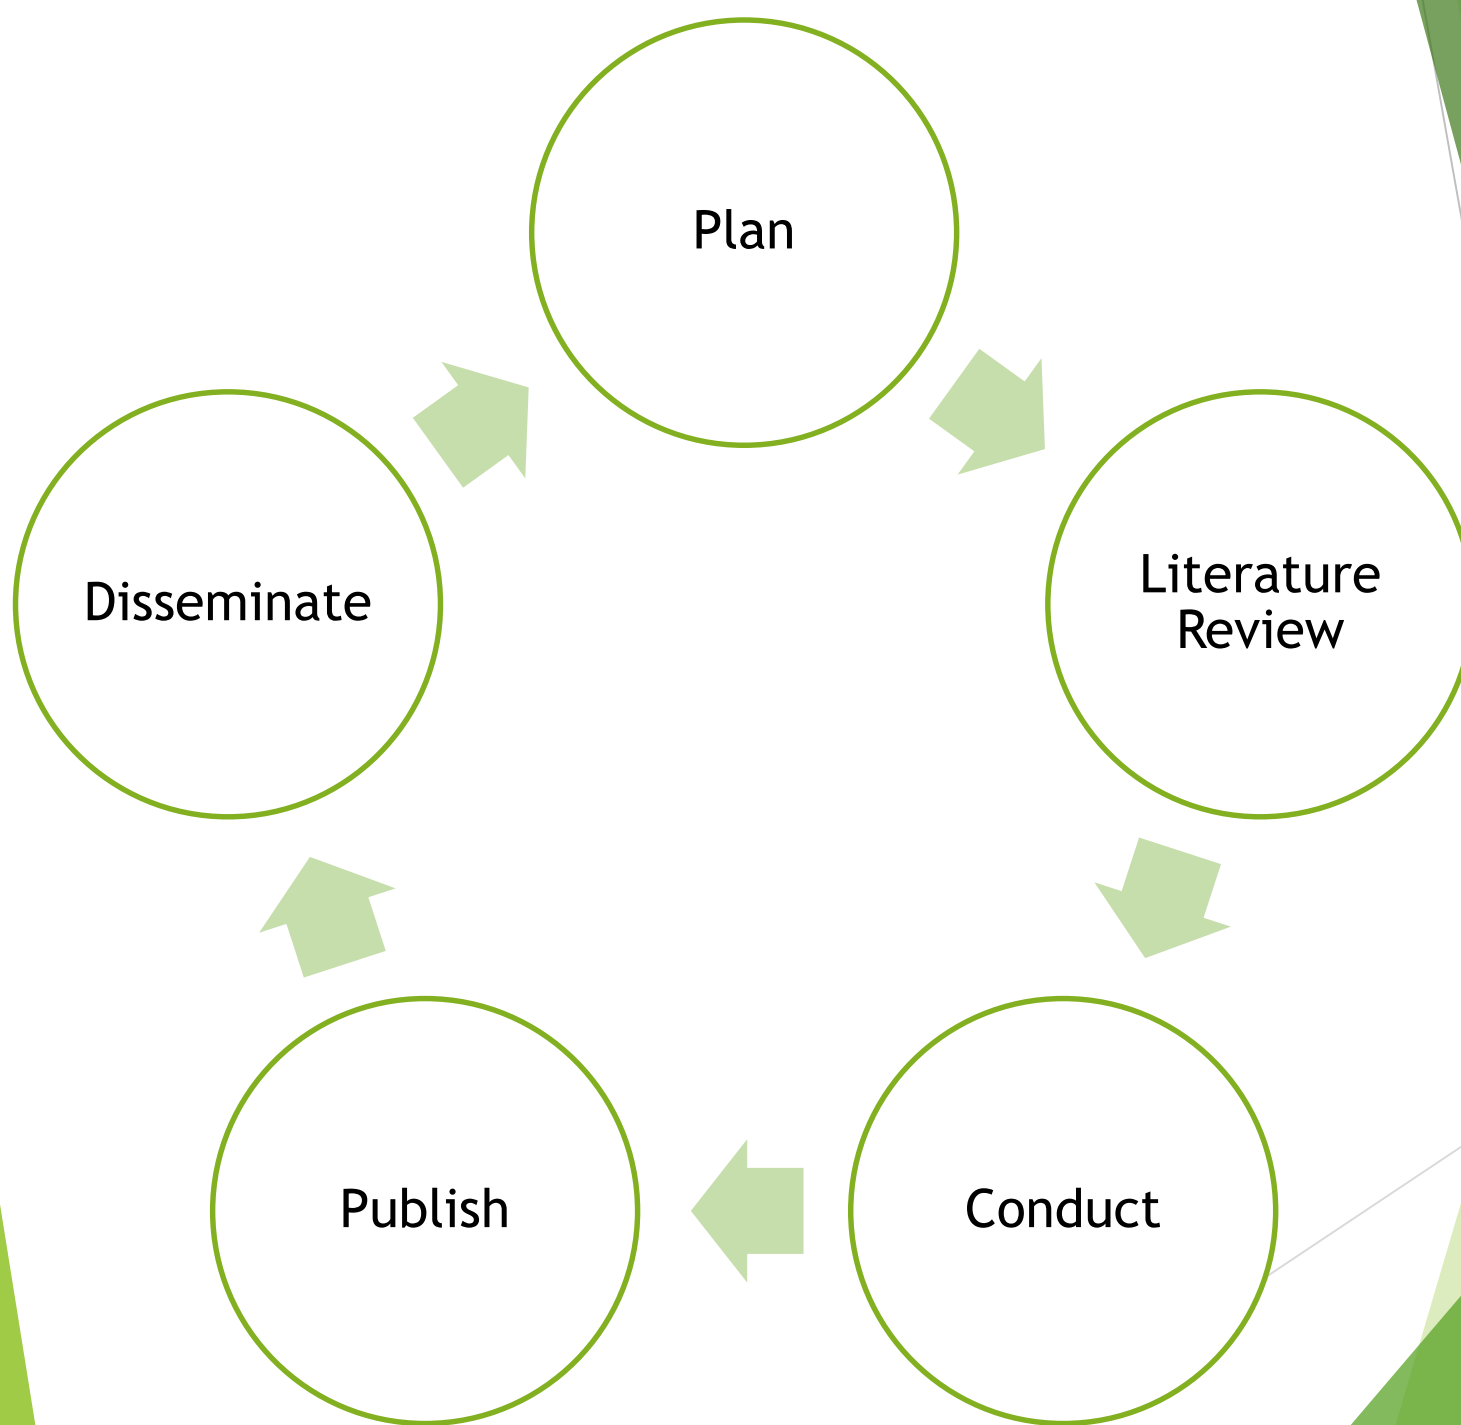 Plan
Literature
Review
Conduct
Publish
Disseminate